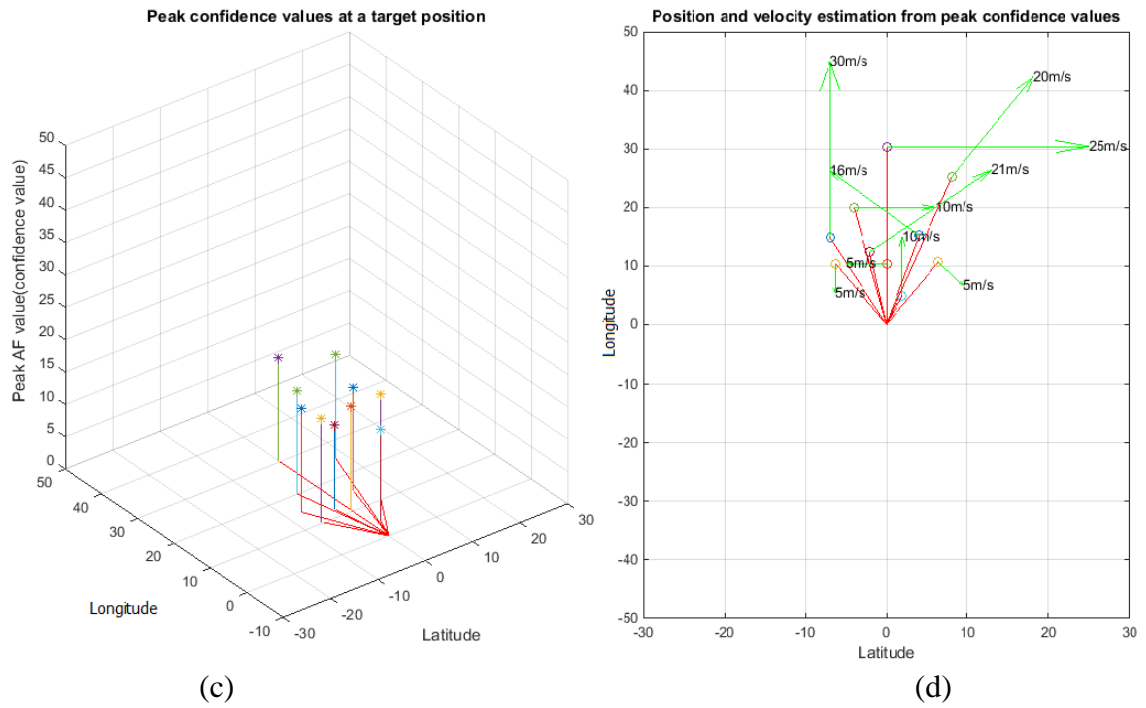 Peak confidence values at a target position
50
45
40
35
30
25
20
15
10
5
0
Peak AF value(confidence value)
50
40
30
20
10
0
-10
Longitude
-30
-20
-10
0
10
20
30
Latitude
(c)
Position and velocity estimation from peak confidence values
50
40
30
20
10
0
-10
-20
-30
-40
-50
Longitude
30m/s
20m/s
25m/s
16m/s
21m/s
10m/s
10m/s
5m/s
5m/s
5m/s
-30
-20
-10
0
10
20
30
Latitude
(d)